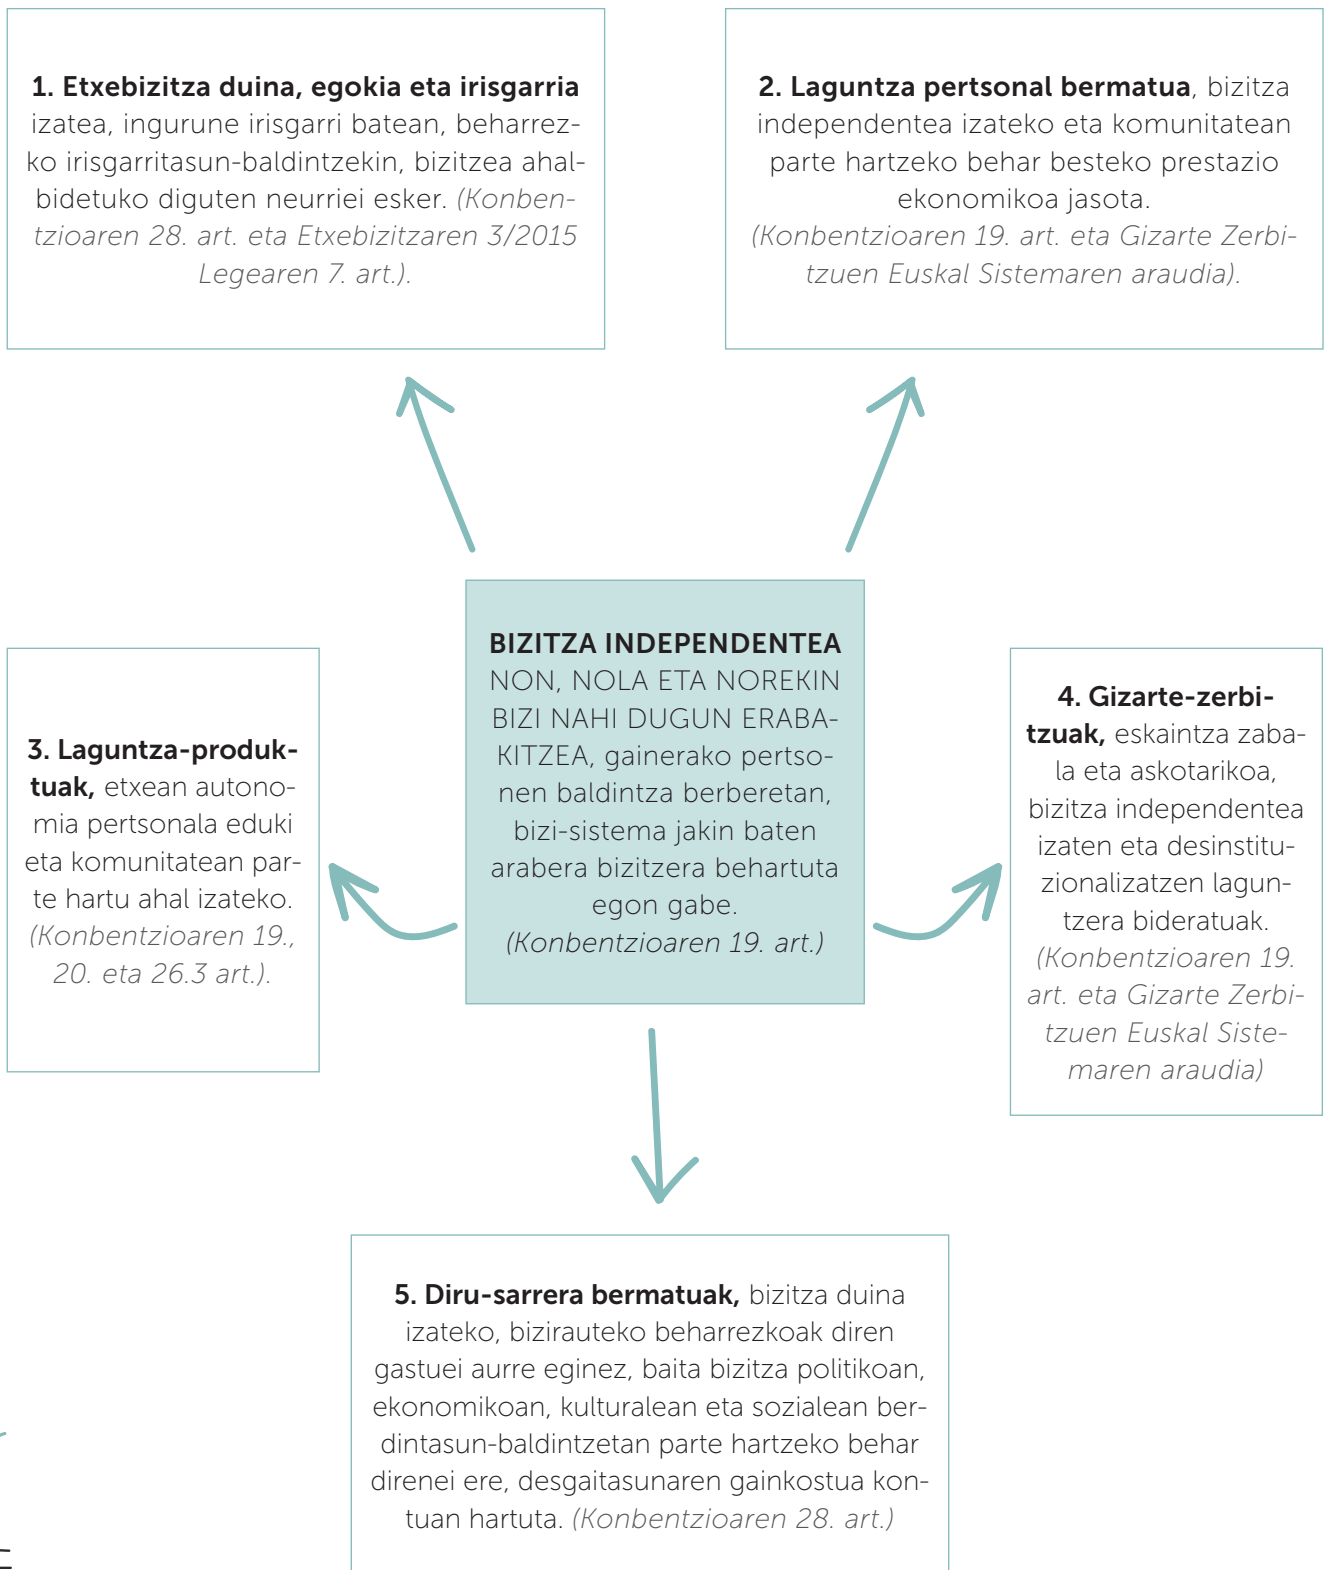 1. Etxebizitza duina, egokia eta irisgarria
izatea, ingurune irisgarri batean, beharrez-
ko irisgarritasun-baldintzekin, bizitzea ahal-
bidetuko diguten neurriei esker. (Konben-
tzioaren 28. art. eta Etxebizitzaren 3/2015
Legearen 7. art.).
2. Laguntza pertsonal bermatua, bizitza
independentea izateko eta komunitatean
parte hartzeko behar besteko prestazio
ekonomikoa jasota.
(Konbentzioaren 19. art. eta Gizarte Zerbi-
tzuen Euskal Sistemaren araudia).
BIZITZA INDEPENDENTEA
NON, NOLA ETA NOREKIN
BIZI NAHI DUGUN ERABA-
KITZEA, gainerako pertso-
nen baldintza berberetan,
bizi-sistema jakin baten
arabera bizitzera behartuta
egon gabe.
(Konbentzioaren 19. art.)
3. Laguntza-produk-
tuak, etxean autono-
mia pertsonala eduki
eta komunitatean par-
te hartu ahal izateko.
(Konbentzioaren 19.,
20. eta 26.3 art.).
4. Gizarte-zerbi-
tzuak, eskaintza zaba-
la eta askotarikoa,
bizitza independentea
izaten eta desinstitu-
zionalizatzen lagun-
tzera bideratuak.
(Konbentzioaren 19.
art. eta Gizarte Zerbi-
tzuen Euskal Siste-
maren araudia)
5. Diru-sarrera bermatuak, bizitza duina
izateko, bizirauteko beharrezkoak diren
gastuei aurre eginez, baita bizitza politikoan,
ekonomikoan, kulturalean eta sozialean ber-
dintasun-baldintzetan parte hartzeko behar
direnei ere, desgaitasunaren gainkostua kon-
tuan hartuta. (Konbentzioaren 28. art.)